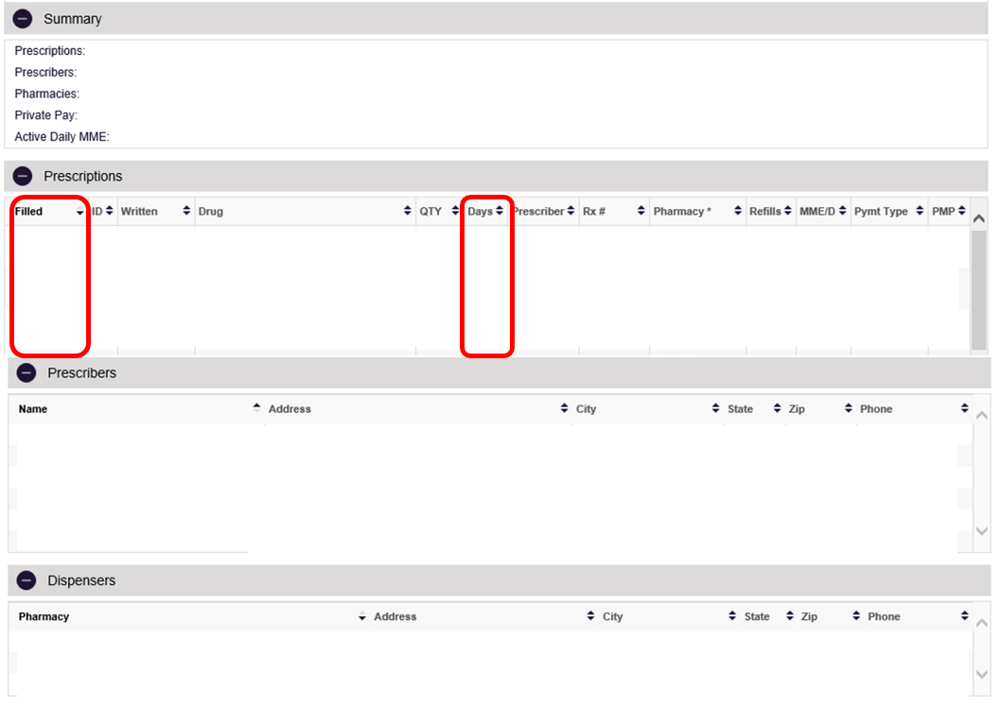 Summary
Prescriptions:
Prescribers:
Pharmacies:
Private Pay:
Active Daily MME:
Prescriptions
Filled ID Written Drug QTY Days Prescriber Rx # Pharmacy * Refills MME/D Pymt Type PMP
Prescribers
Name Address City State Zip Phone
Dispensers
Pharmacy Address City State Zip Phone